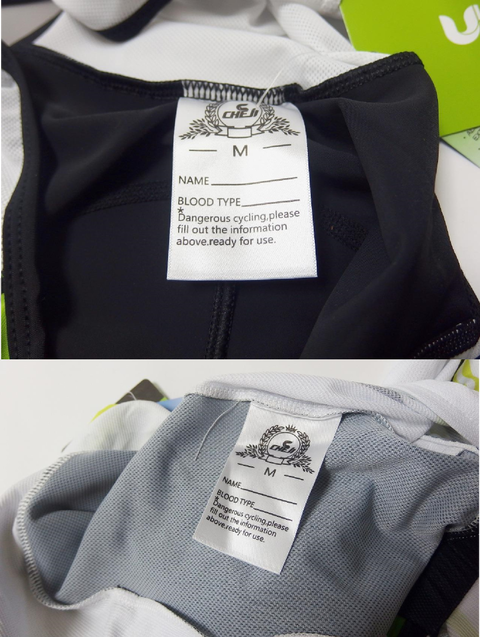 CHEJI
M
NAME
BLOOD TYPE
*
Dangerous cycling,please
fill out the information
above.ready for use.
CHEJI
M
NAME
BLOOD TYPE
*
Dangerous cycling,please
fill out the information
above.ready for use.